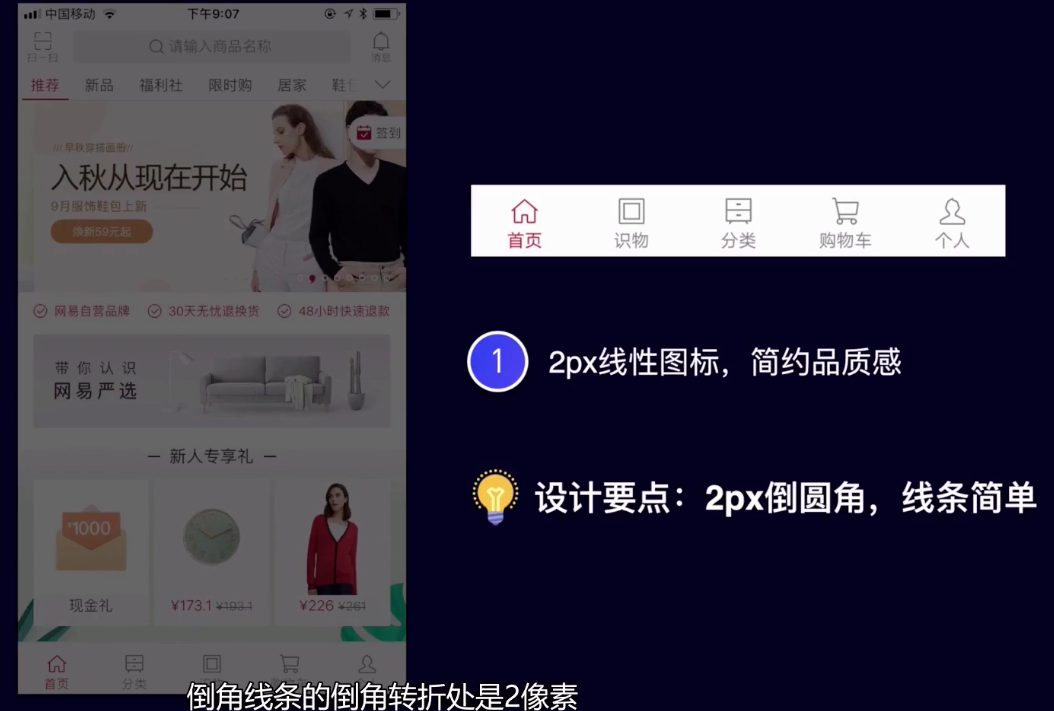 中国移动 下午9:07
扫一扫 请输入商品名称 消息
推荐 新品 福利社 限时购 居家 鞋包
签到
/// 早秋穿搭画册//
入秋从现在开始
9月服饰鞋包上新
焕新59元起
网易自营品牌 30天无忧退换货 48小时快速退款
带你认识
网易严选
— 新人专享礼 —
¥1000
现金礼 ¥173.1 ¥193.1 ¥226 ¥261
首页 分类
首页 识物 分类 购物车 个人
1 2px线性图标，简约品质感
设计要点：2px倒圆角，线条简单
倒角线条的倒角转折处是2像素